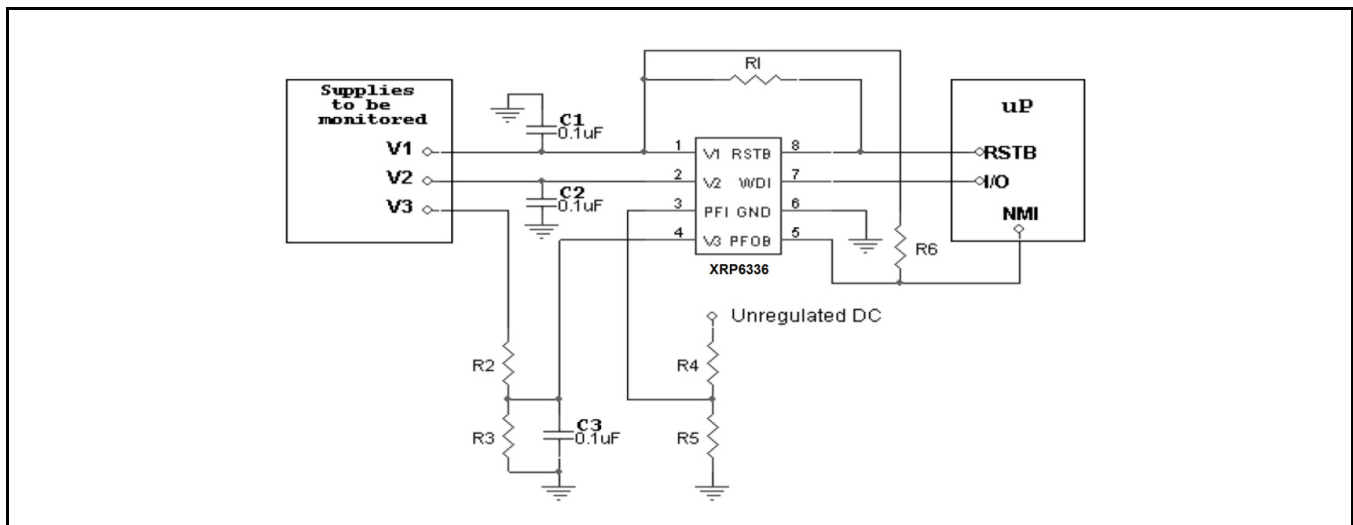 Supplies
to be
monitored
V1
V2
V3
C1
0.1uF
C2
0.1uF
RI
1 V1 RSTB 8
2 V2 WDI 7
3 PFI GND 6
4 V3 PFOB 5
XRP6336
uP
RSTB
I/O
NMI
R6
Unregulated DC
R2
R4
R3
C3
0.1uF
R5